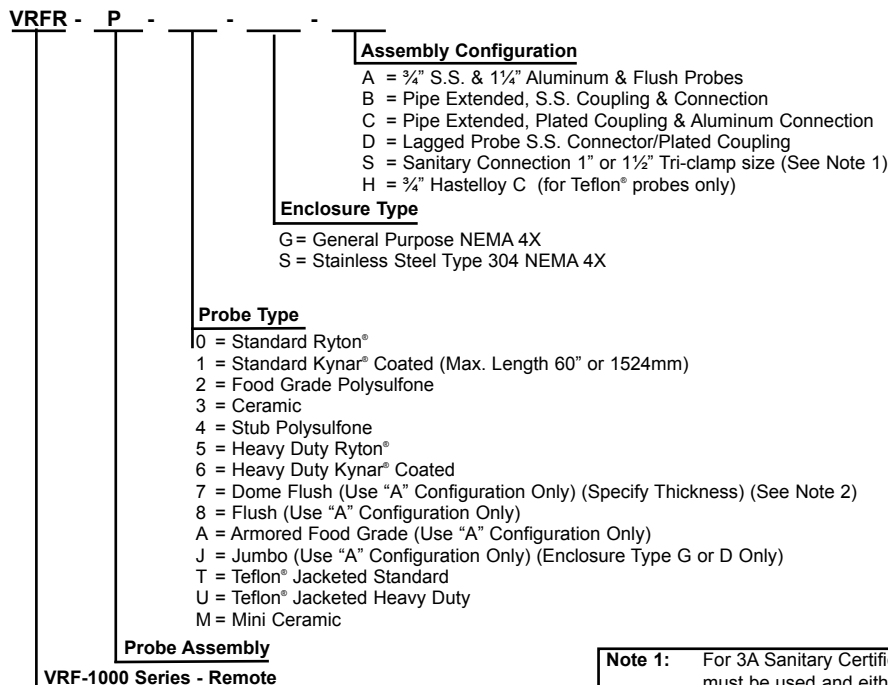 VRFR - P - - -
Assembly Configuration
A = ¾” S.S. & 1¼” Aluminum & Flush Probes
B = Pipe Extended, S.S. Coupling & Connection
C = Pipe Extended, Plated Coupling & Aluminum Connection
D = Lagged Probe S.S. Connector/Plated Coupling
S = Sanitary Connection 1” or 1½” Tri-clamp size (See Note 1)
H = ¾” Hastelloy C (for Teflon® probes only)
Enclosure Type
G = General Purpose NEMA 4X
S = Stainless Steel Type 304 NEMA 4X
Probe Type
0 = Standard Ryton®
1 = Standard Kynar® Coated (Max. Length 60” or 1524mm)
2 = Food Grade Polysulfone
3 = Ceramic
4 = Stub Polysulfone
5 = Heavy Duty Ryton®
6 = Heavy Duty Kynar® Coated
7 = Dome Flush (Use “A” Configuration Only) (Specify Thickness) (See Note 2)
8 = Flush (Use “A” Configuration Only)
A = Armored Food Grade (Use “A” Configuration Only)
J = Jumbo (Use “A” Configuration Only) (Enclosure Type G or D Only)
T = Teflon® Jacketed Standard
U = Teflon® Jacketed Heavy Duty
M = Mini Ceramic
Probe Assembly
VRF-1000 Series - Remote
Note 1: For 3A Sanitary Certifi
must be used and eith